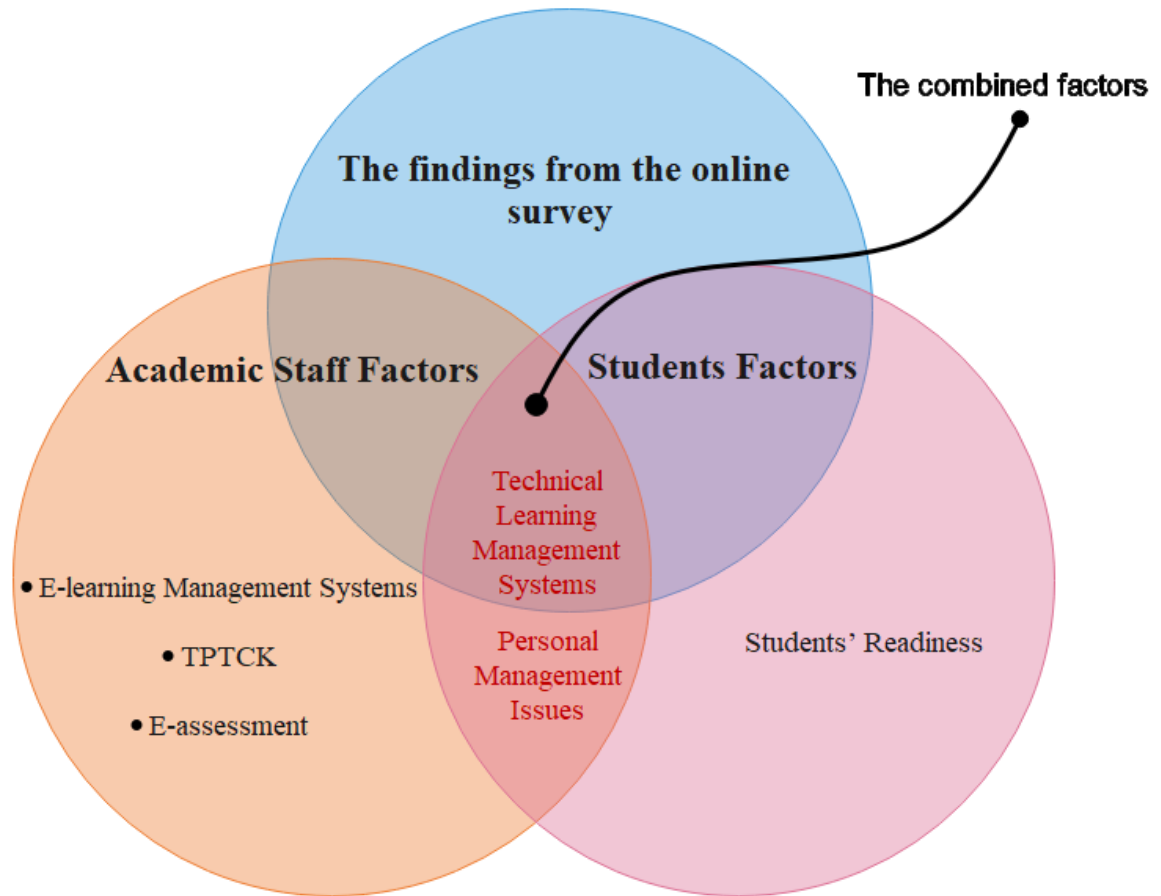 The combined factors
The findings from the online
survey
Academic Staff Factors
Students Factors
Technical
Learning
Management
Systems
• E-learning Management Systems
Personal
Management
Issues
Students’ Readiness
• TPTCK
• E-assessment